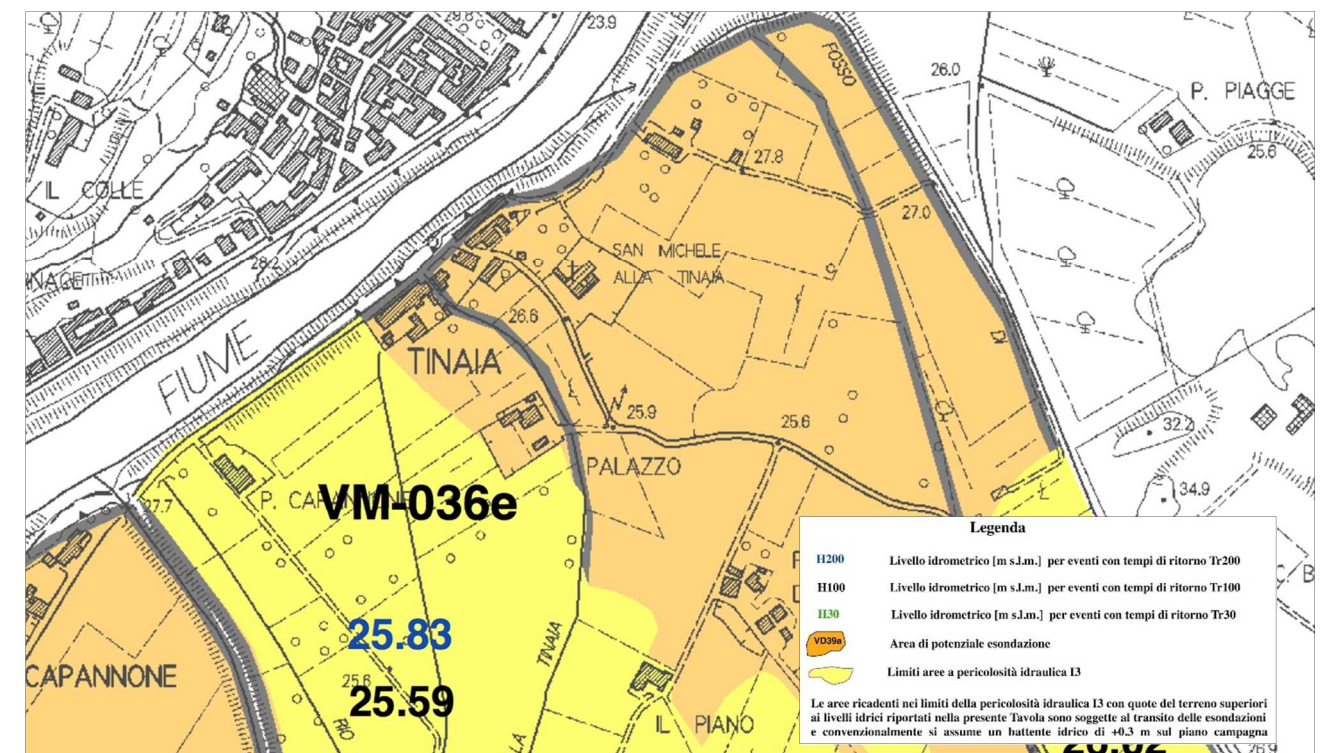 29.8
23.9
FOSSO
26.0
P. PIAGGE
25.6
27.8
IL COLLE
27.0
SAN MICHELE
ALLA TINAIA
28.2
26.6
FIUME
TINAIA
25.9
25.6
32.2
PALAZZO
34.9
27.7
P. CAPANNONE
VM-036e
Legenda
H200 Livello idrometrico [m s.l.m.] per eventi con tempi di ritorno Tr200
H100 Livello idrometrico [m s.l.m.] per eventi con tempi di ritorno Tr100
H30 Livello idrometrico [m s.l.m.] per eventi con tempi di ritorno Tr30
VD39a Area di potenziale esondazione
Limiti aree a pericolosità idraulica I3
Le aree ricadenti nei limiti della pericolosità idraulica I3 con quote del terreno superiori
ai livelli idrici riportati nella presente Tavola sono soggette al transito delle esondazioni
e convenzionalmente si assume un battente idrico di +0.3 m sul piano campagna
25.83
TINAIA
CAPANNONE
25.6
25.59
RIO
IL PIANO